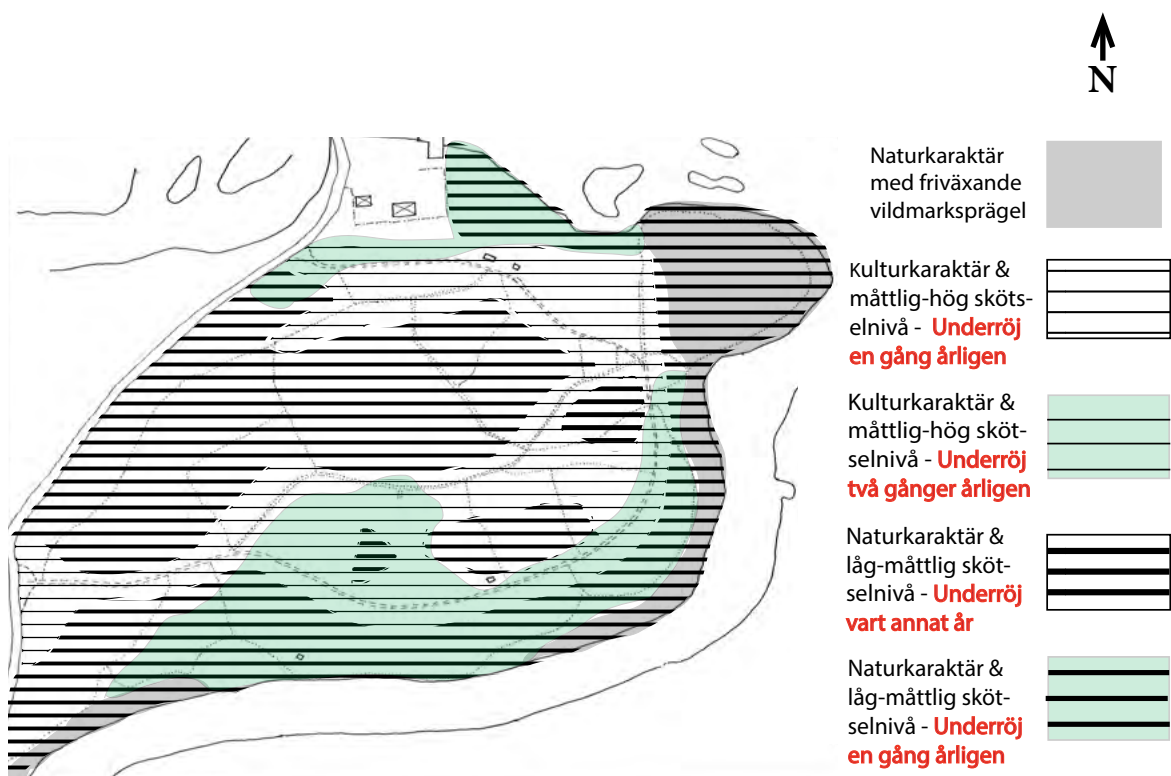 N
Naturkaraktär
med friväxande
vildmarksprägel
Kulturkaraktär &
måttlig-hög sköts-
elnivå - Underröj
en gång årligen
Kulturkaraktär &
måttlig-hög sköt-
selnivå - Underröj
två gånger årligen
Naturkaraktär &
låg-måttlig sköt-
selnivå - Underröj
vart annat år
Naturkaraktär &
låg-måttlig sköt-
selnivå - Underröj
en gång årligen